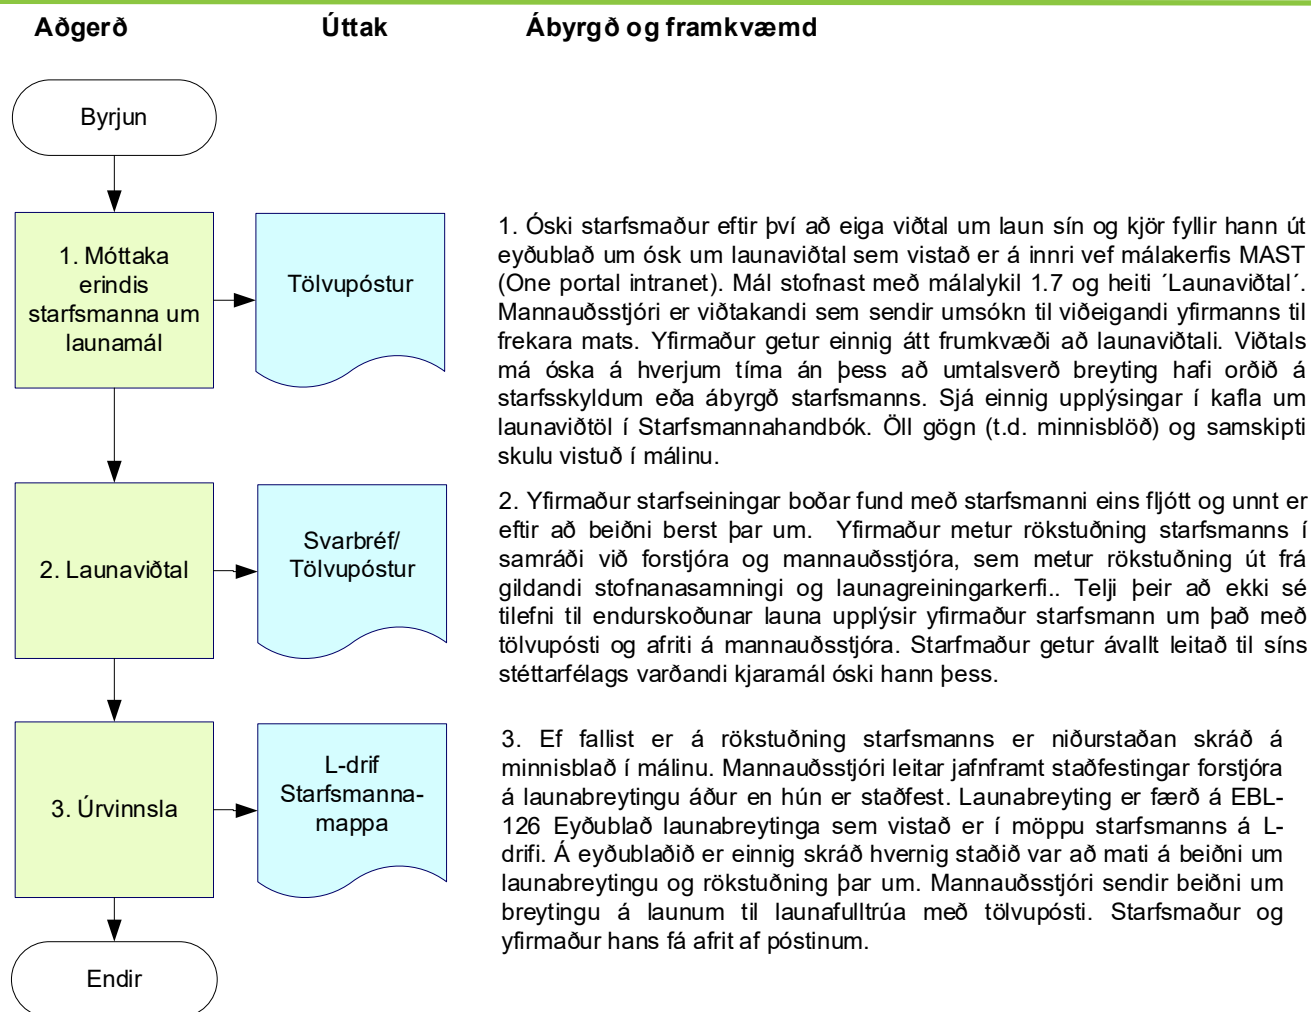 Aðgerð
Úttak
Ábyrgð og framkvæmd
Byrjun
1. Móttaka
erindis
starfsmanna um
launamál
Tölvupóstur
1. Óski starfsmaður eftir því að eiga viðtal um laun sín og kjör fyllir hann út
eyðublað um ósk um launaviðtal sem vistað er á innri vef málakerfis MAST
(One portal intranet). Mál stofnast með málalykil 1.7 og heiti ´Launaviðtal´.
Mannauðsstjóri er viðtakandi sem sendir umsókn til viðeigandi yfirmanns til
frekara mats. Yfirmaður getur einnig átt frumkvæði að launaviðtali. Viðtals
má óska á hverjum tíma án þess að umtalsverð breyting hafi orðið á
starfsskyldum eða ábyrgð starfsmanns. Sjá einnig upplýsingar í kafla um
launaviðtöl í Starfsmannahandbók. Öll gögn (t.d. minnisblöð) og samskipti
skulu vistuð í málinu.
2. Launaviðtal
Svarbréf/
Tölvupóstur
2. Yfirmaður starfseiningar boðar fund með starfsmanni eins fljótt og unnt er
eftir að beiðni berst þar um. Yfirmaður metur rökstuðning starfsmanns í
samráði við forstjóra og mannauðsstjóra, sem metur rökstuðning út frá
gildandi stofnanasamningi og launagreiningarkerfi.. Telji þeir að ekki sé
tilefni til endurskoðunar launa upplýsir yfirmaður starfsmann um það með
tölvupósti og afriti á mannauðsstjóra. Starfmaður getur ávallt leitað til síns
stéttarfélags varðandi kjaramál óski hann þess.
3. Úrvinnsla
L-drif
Starfsmanna-
mappa
3. Ef fallist er á rökstuðning starfsmanns er niðurstaðan skráð á
minnisblað í málinu. Mannauðsstjóri leitar jafnframt staðfestingar forstjóra
á launabreytingu áður en hún er staðfest. Launabreyting er færð á EBL-
126 Eyðublað launabreytinga sem vistað er í möppu starfsmanns á L-
drifi. Á eyðublaðið er einnig skráð hvernig staðið var að mati á beiðni um
launabreytingu og rökstuðning þar um. Mannauðsstjóri sendir beiðni um
breytingu á launum til launafulltrúa með tölvupósti. Starfsmaður og
yfirmaður hans fá afrit af póstinum.
Endir